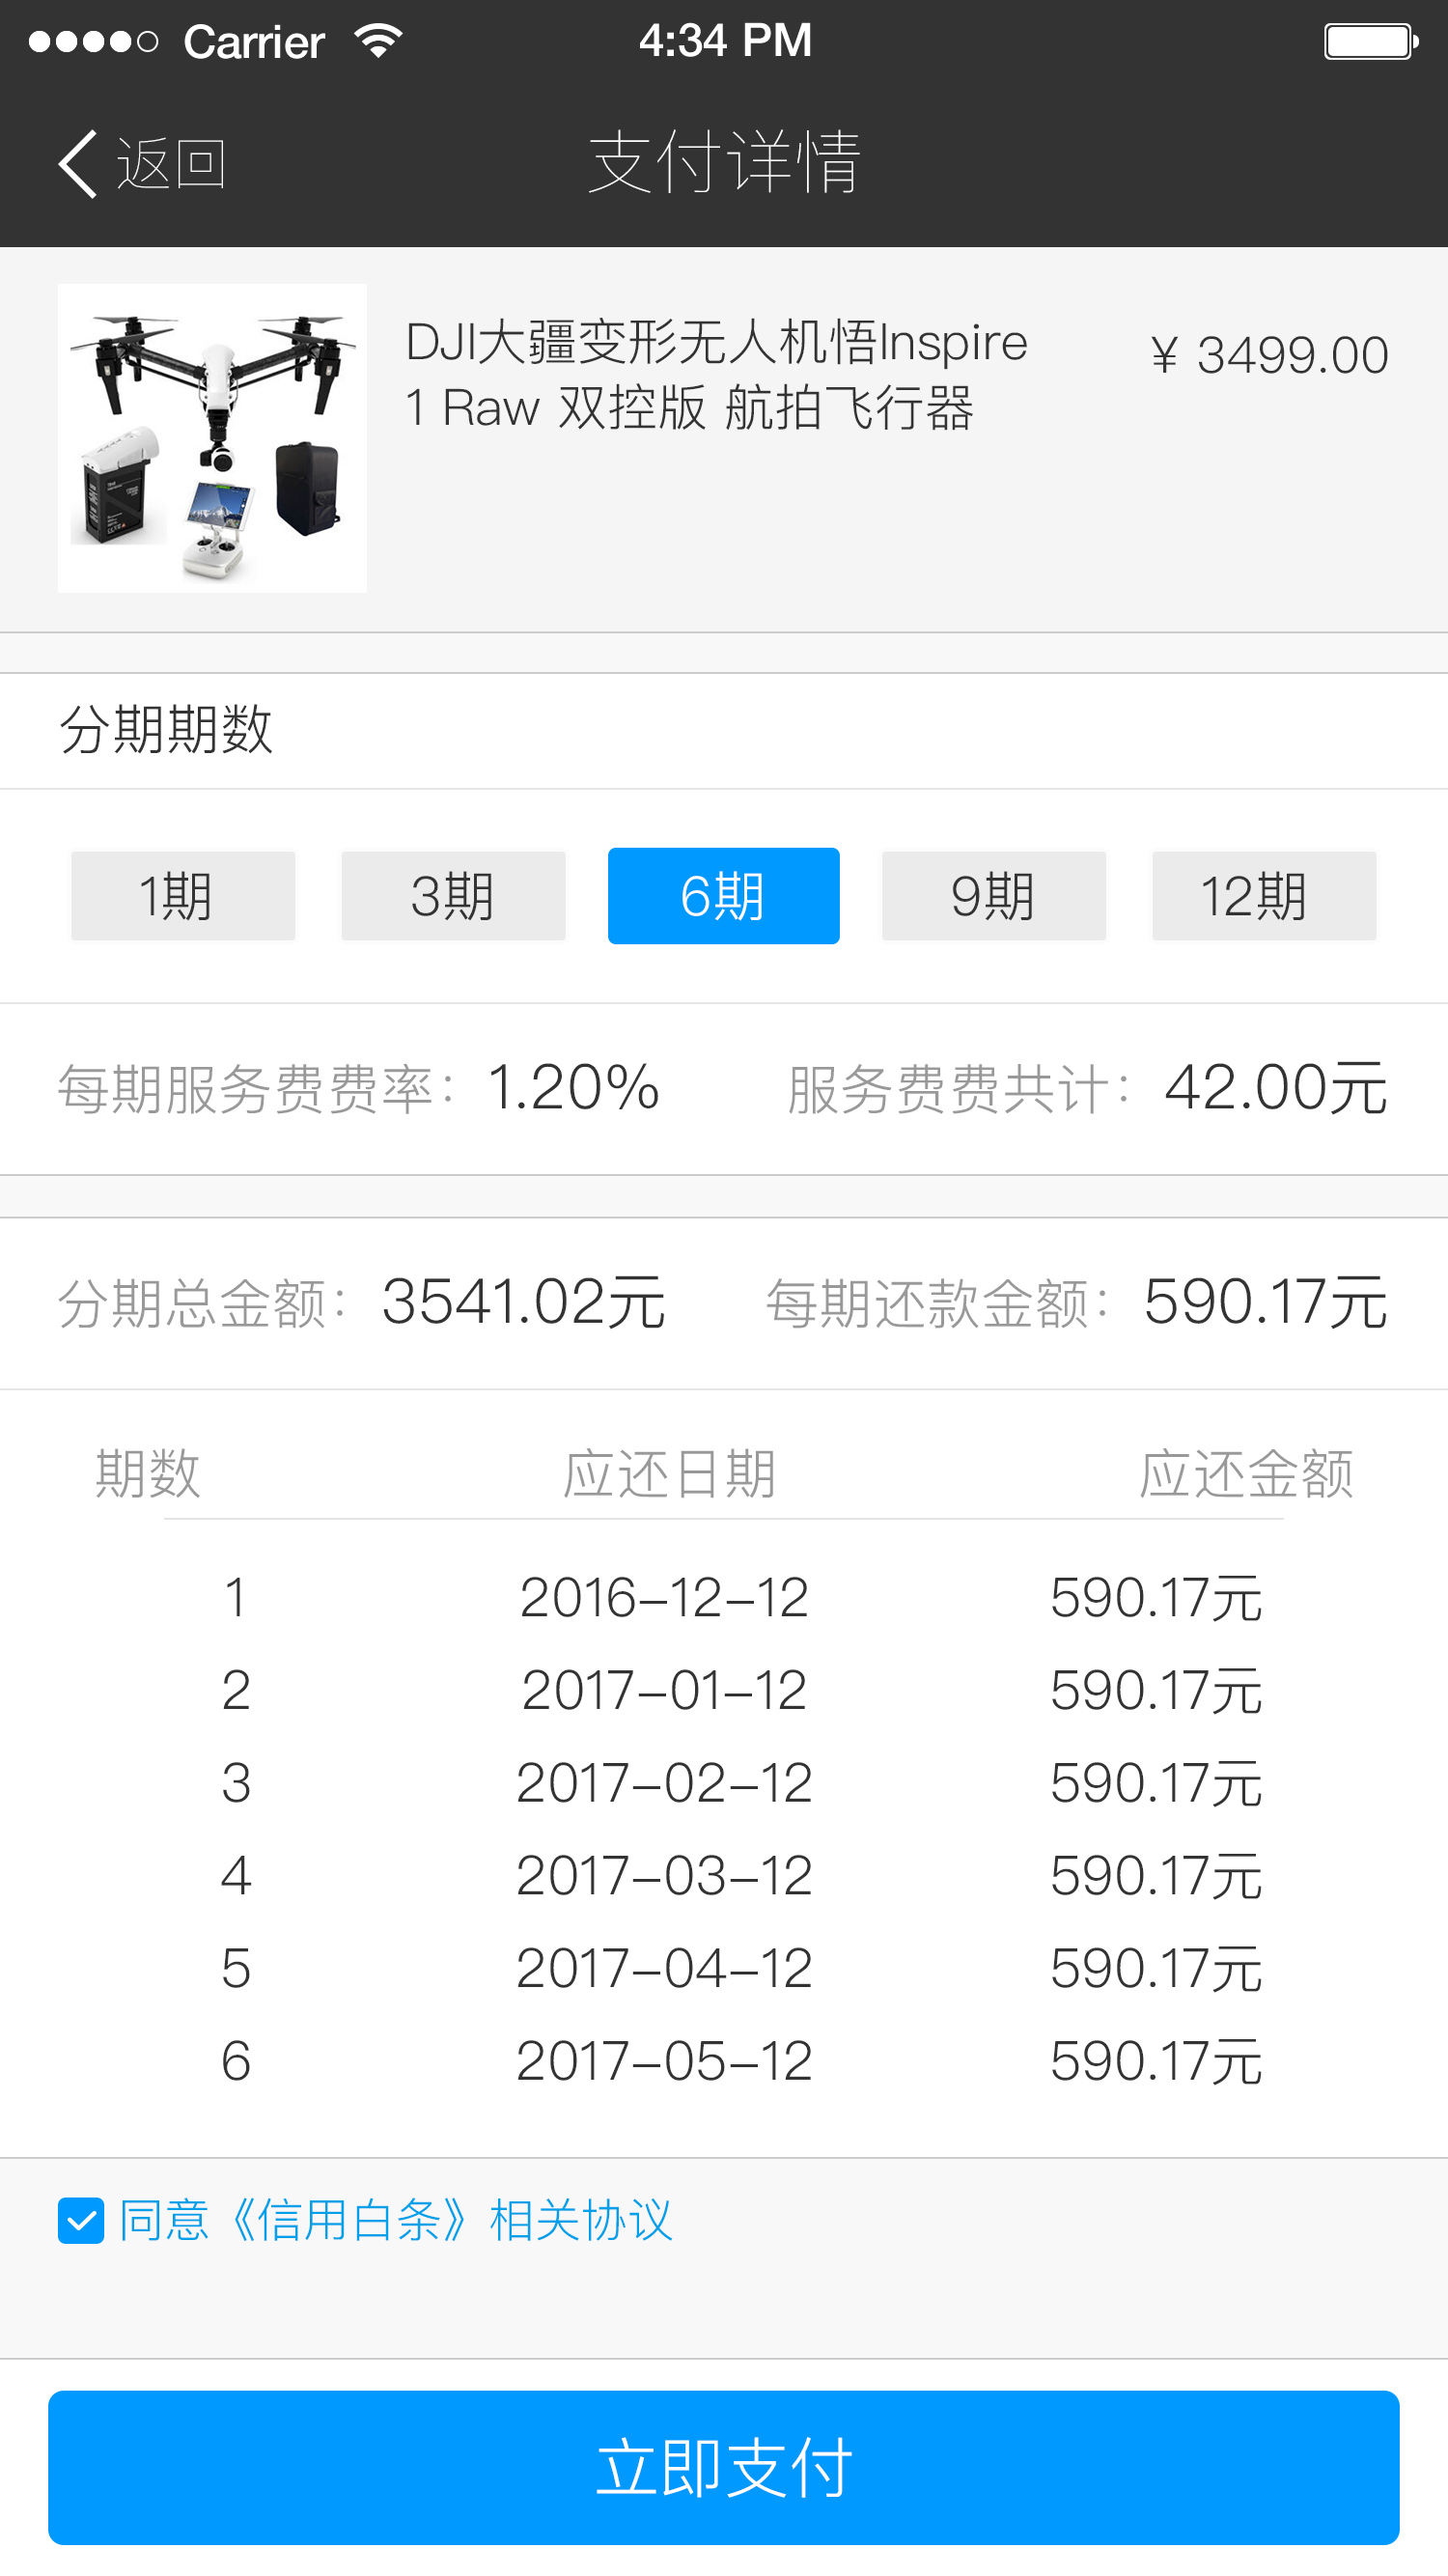 Carrier 4:34 PM
返回 支付详情
DJI大疆变形无人机悟Inspire ¥ 3499.00
1 Raw 双控版 航拍飞行器
分期期数
1期 3期 6期 9期 12期
每期服务费费率： 1.20% 服务费费共计： 42.00元
分期总金额： 3541.02元 每期还款金额： 590.17元
期数 应还日期 应还金额
1 2016-12-12 590.17元
2 2017-01-12 590.17元
3 2017-02-12 590.17元
4 2017-03-12 590.17元
5 2017-04-12 590.17元
6 2017-05-12 590.17元
同意《信用白条》相关协议
立即支付